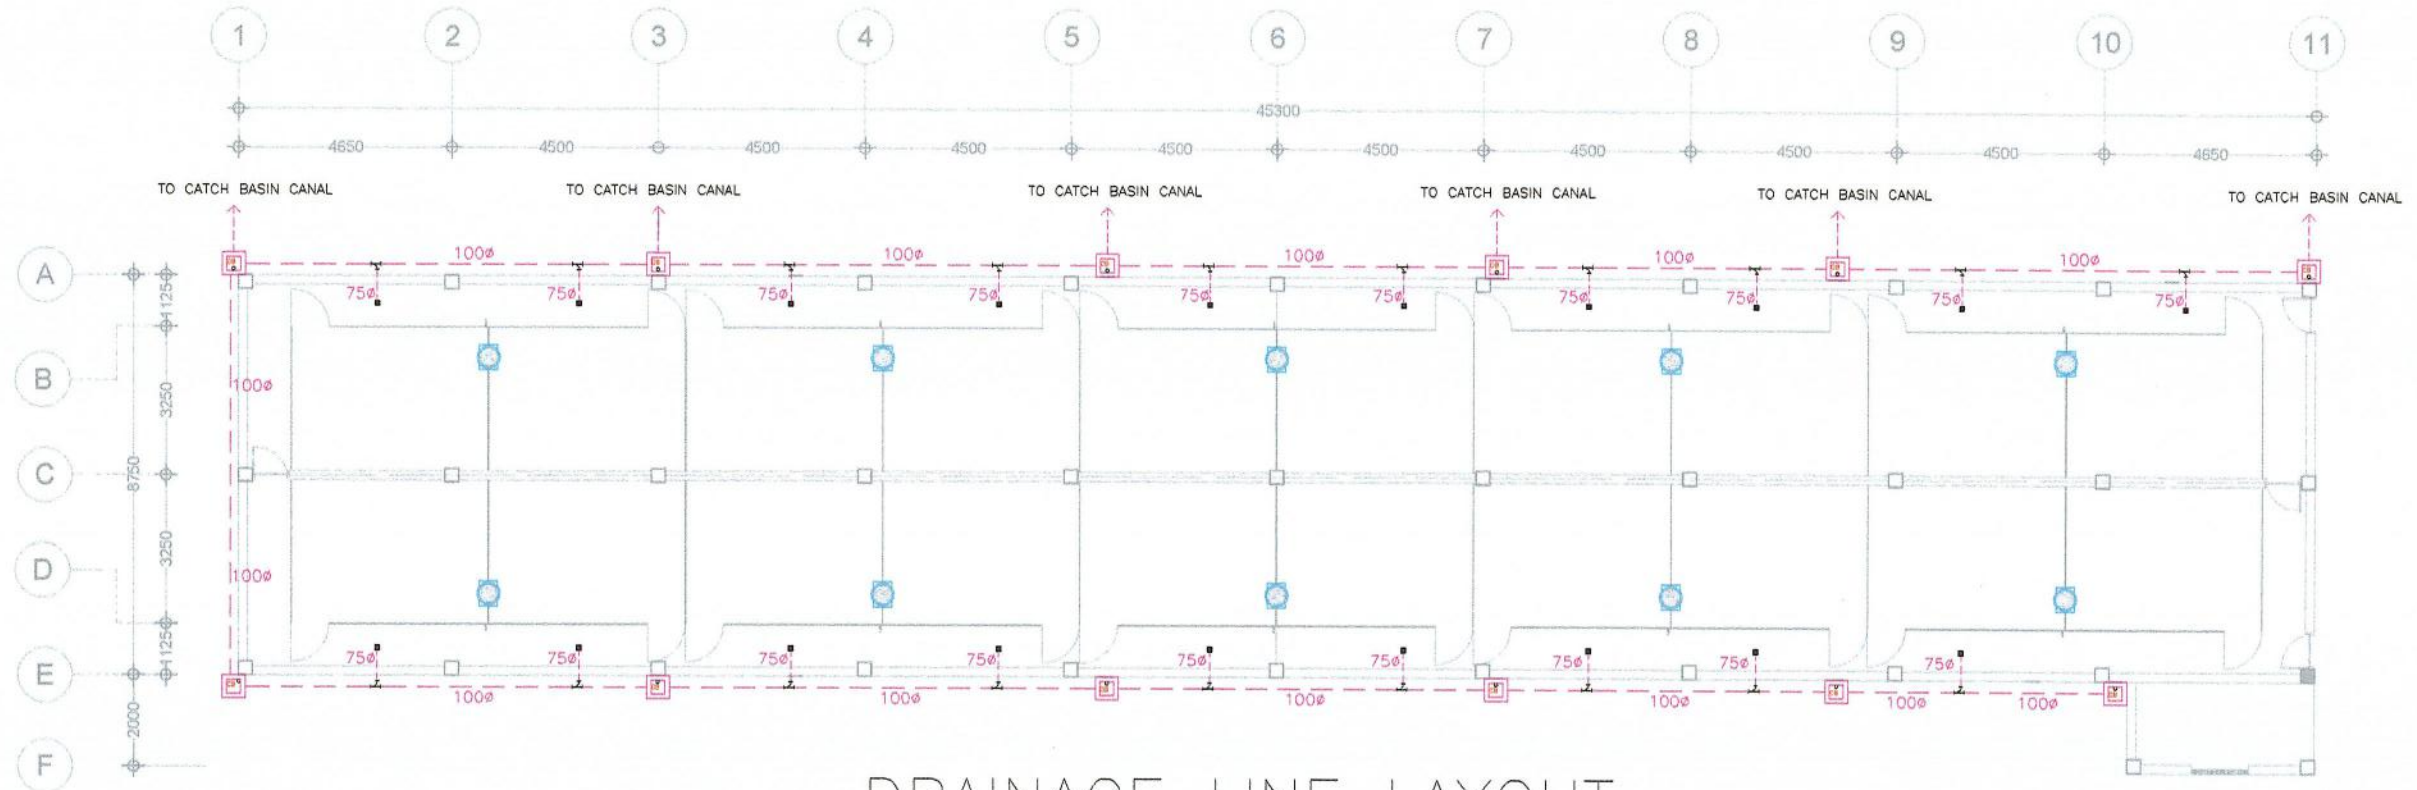 1 2 3 4 5 6 7 8 9 10 11
45300
4650 4500 4500 4500 4500 4500 4500 4500 4500 4650
TO CATCH BASIN CANAL TO CATCH BASIN CANAL TO CATCH BASIN CANAL TO CATCH BASIN CANAL TO CATCH BASIN CANAL TO CATCH BASIN CANAL
100ø 100ø 100ø 100ø 100ø
A
1125
75ø 75ø 75ø 75ø 75ø 75ø 75ø 75ø 75ø 75ø
B
3250
100ø
C
8750
3250
D
100ø
1125
75ø 75ø 75ø 75ø 75ø 75ø 75ø 75ø 75ø
E
100ø 100ø 100ø 100ø 100ø 100ø
2000
F
DRAINAGE LINE LAYOUT